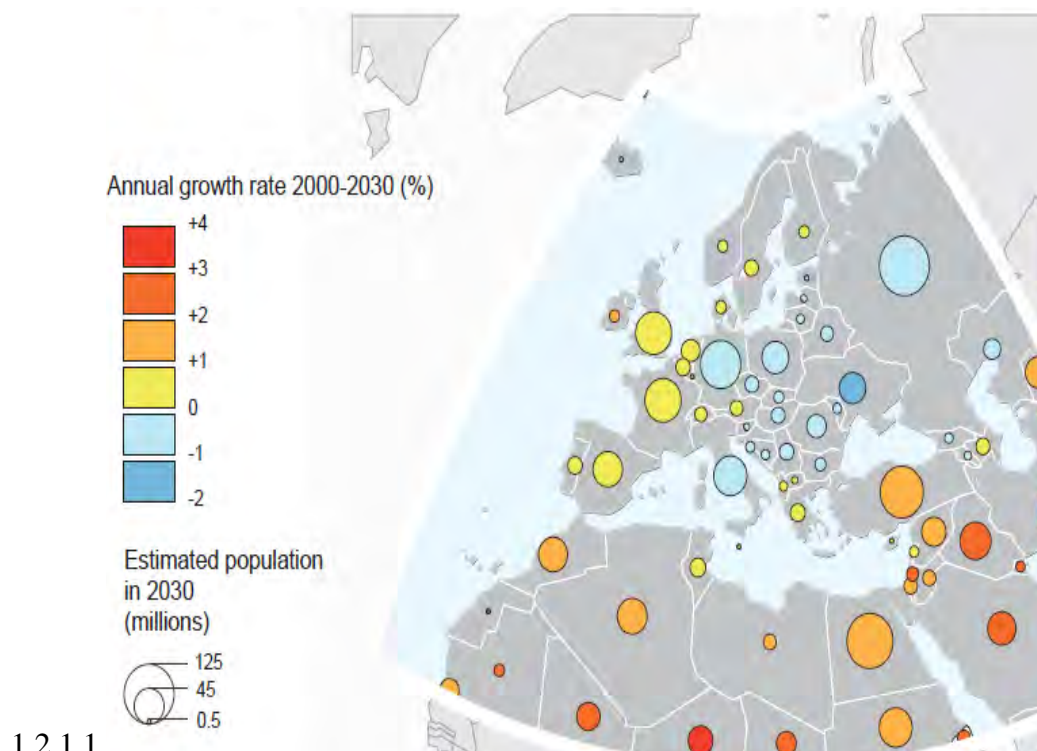 Annual growth rate 2000-2030 (%)
+4
+3
+2
+1
0
-1
-2
Estimated population
in 2030
(millions)
125
45
0.5
1.2.1.1